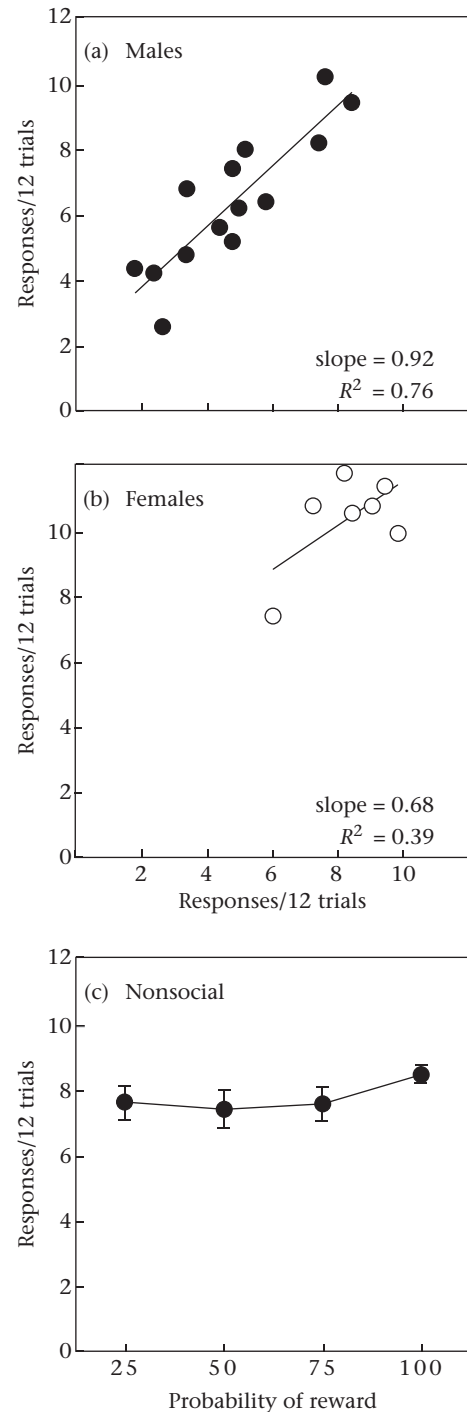 12
(a) Males
10
8
6
4
2
0
Responses/12 trials
slope = 0.92
R² = 0.76
(b) Females
10
8
6
4
2
0
Responses/12 trials
slope = 0.68
R² = 0.39
2 4 6 8 10
Responses/12 trials
12
(c) Nonsocial
10
8
6
4
2
0
Responses/12 trials
25 50 75 100
Probability of reward